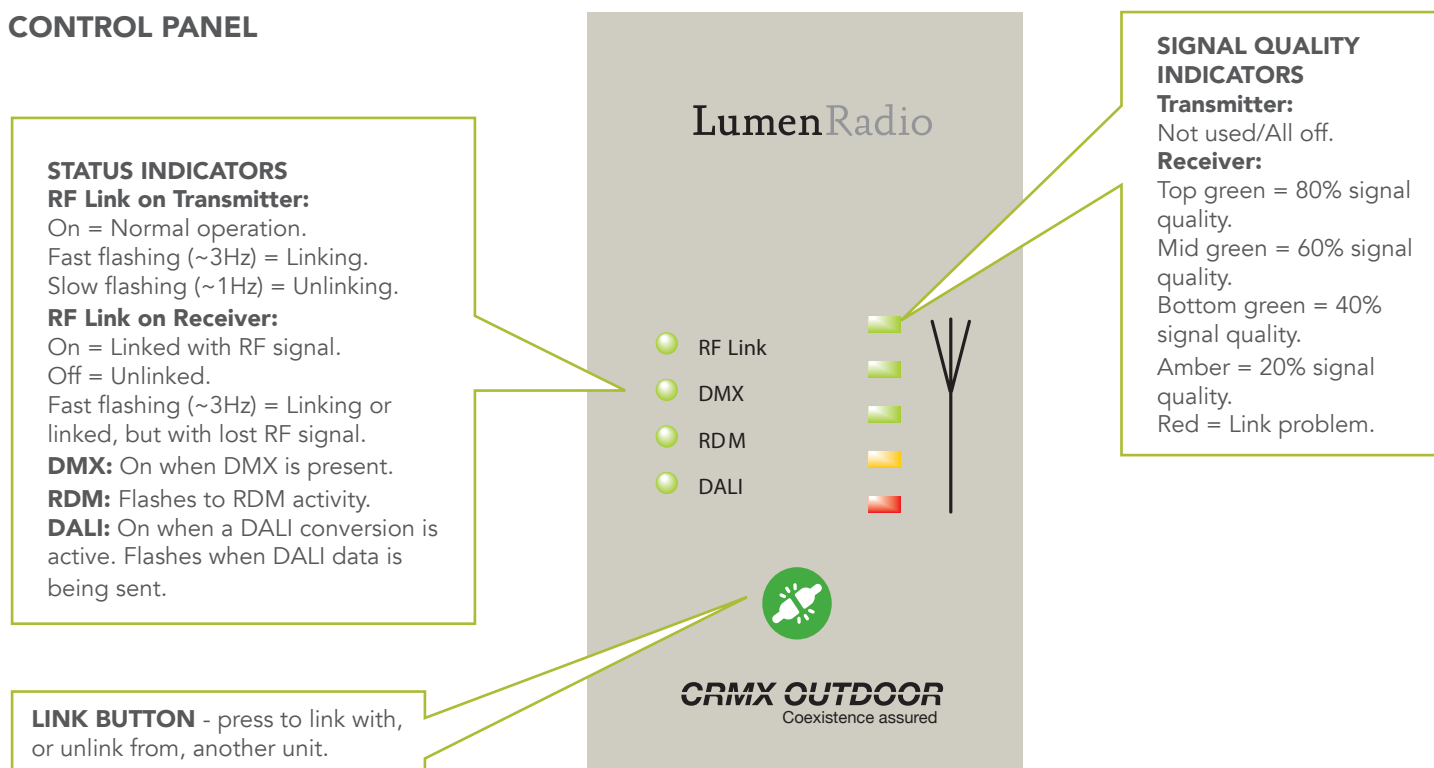 CONTROL PANEL
STATUS INDICATORS
RF Link on Transmitter:
On = Normal operation.
Fast flashing (~3Hz) = Linking.
Slow flashing (~1Hz) = Unlinking.
RF Link on Receiver:
On = Linked with RF signal.
Off = Unlinked.
Fast flashing (~3Hz) = Linking or
linked, but with lost RF signal.
DMX: On when DMX is present.
RDM: Flashes to RDM activity.
DALI: On when a DALI conversion is
active. Flashes when DALI data is
being sent.
LINK BUTTON - press to link with,
or unlink from, another unit.
LumenRadio
RF Link
DMX
RDM
DALI
CRMX OUTDOOR
Coexistence assured
SIGNAL QUALITY
INDICATORS
Transmitter:
Not used/All off.
Receiver:
Top green = 80% signal
quality.
Mid green = 60% signal
quality.
Bottom green = 40%
signal quality.
Amber = 20% signal
quality.
Red = Link problem.